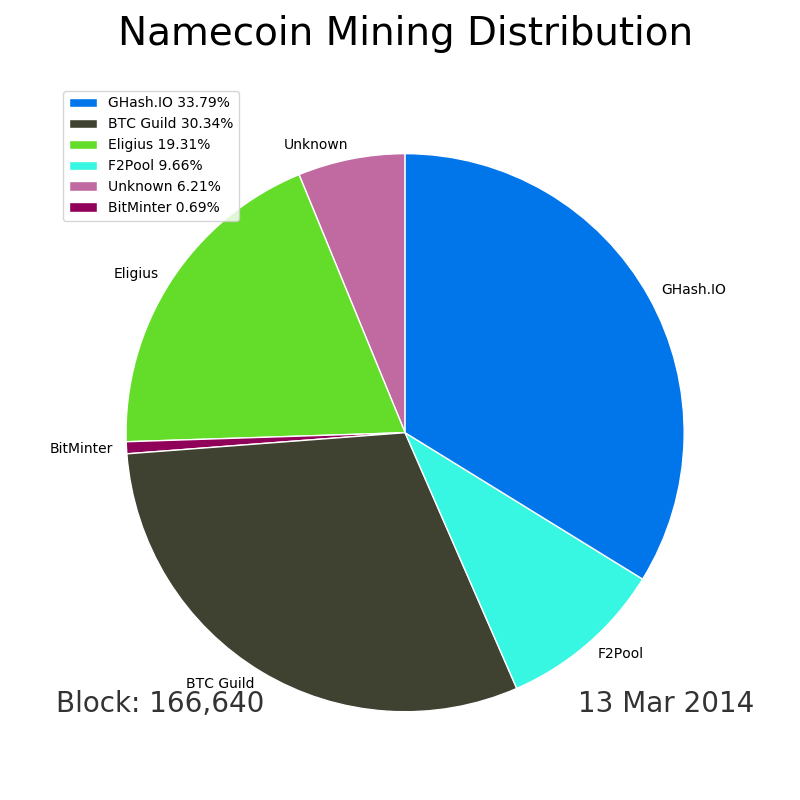 Namecoin Mining Distribution
GHash.IO 33.79%
BTC Guild 30.34%
Eligius 19.31%
F2Pool 9.66%
Unknown 6.21%
BitMinter 0.69%
Unknown
Eligius
GHash.IO
BitMinter
F2Pool
BTC Guild
Block: 166,640
13 Mar 2014